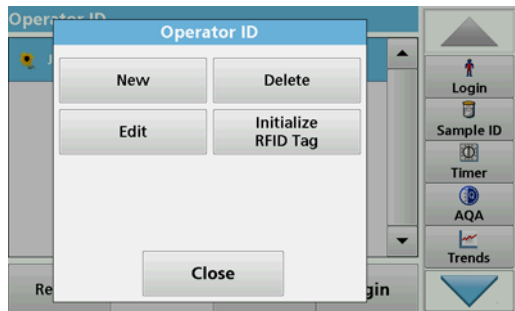 Operator ID
Operator ID
J
New
Delete
Edit
Initialize
RFID Tag
Close
Re
gin
Login
Sample ID
Timer
AQA
Trends